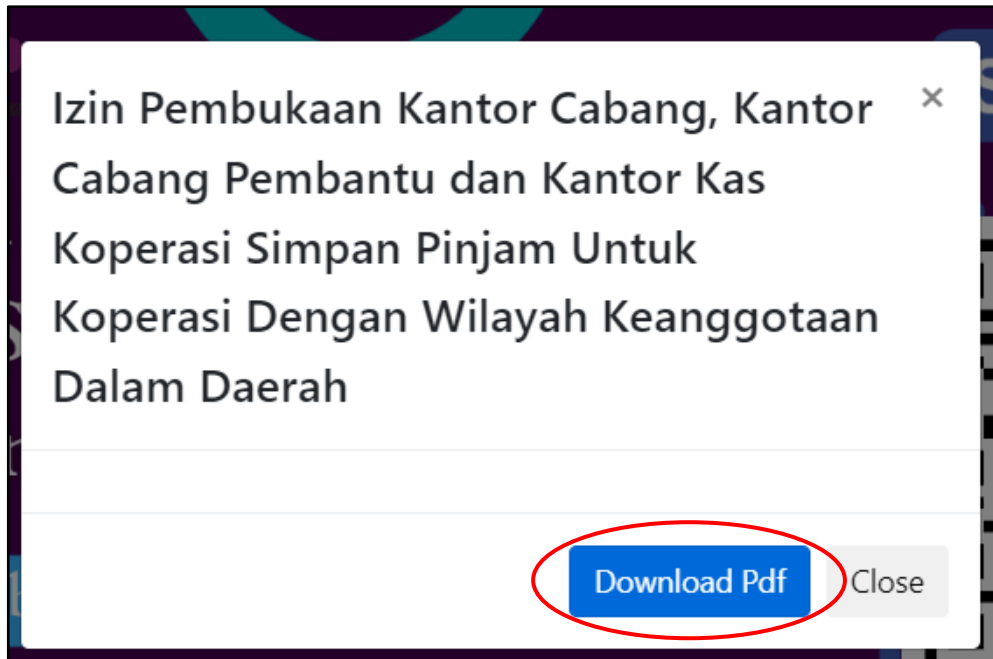 Izin Pembukaan Kantor Cabang, Kantor
Cabang Pembantu dan Kantor Kas
Koperasi Simpan Pinjam Untuk
Koperasi Dengan Wilayah Keanggotaan
Dalam Daerah
×
Download Pdf
Close